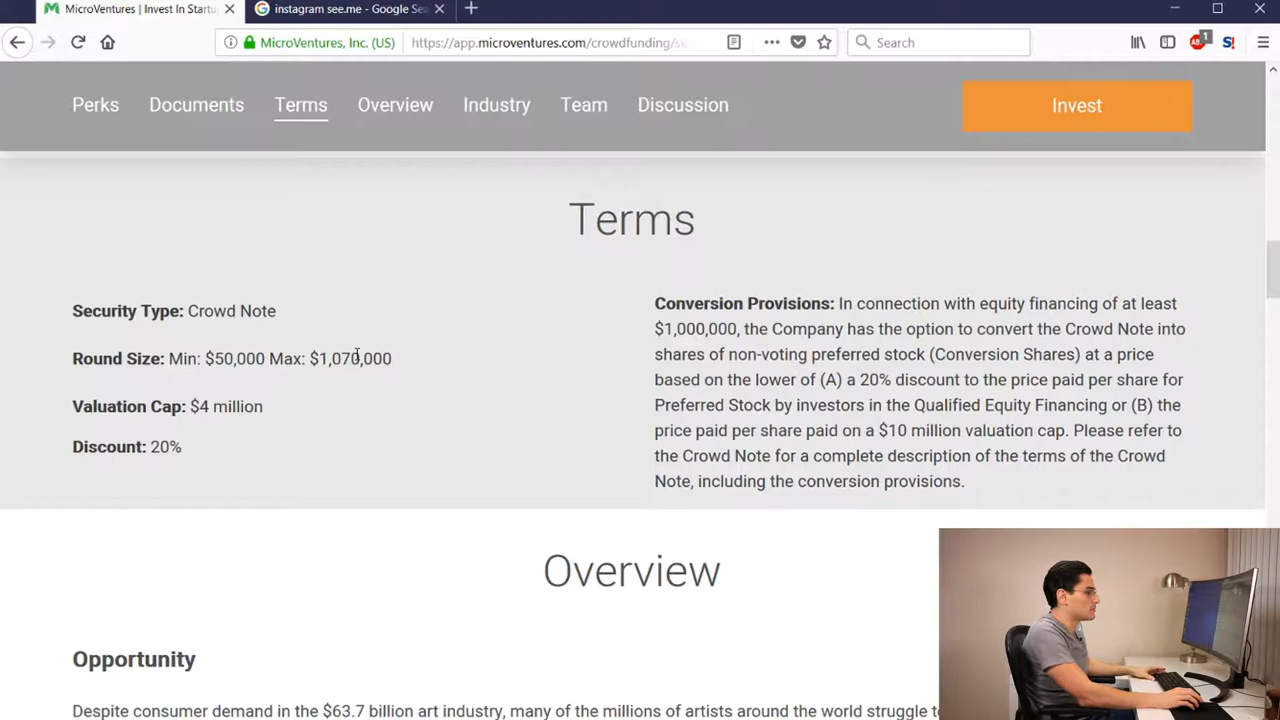 MicroVentures | Invest In Startu
instagram see.me - Google Sea
MicroVentures, Inc. (US)
https://app.microventures.com/crowdfunding/se
Search
1
Perks Documents Terms Overview Industry Team Discussion
Invest
Terms
Security Type: Crowd Note
Round Size: Min: $50,000 Max: $1,070,000
Valuation Cap: $4 million
Discount: 20%
Conversion Provisions: In connection with equity financing of at least
$1,000,000, the Company has the option to convert the Crowd Note into
shares of non-voting preferred stock (Conversion Shares) at a price
based on the lower of (A) a 20% discount to the price paid per share for
Preferred Stock by investors in the Qualified Equity Financing or (B) the
price paid per share paid on a $10 million valuation cap. Please refer to
the Crowd Note for a complete description of the terms of the Crowd
Note, including the conversion provisions.
Overview
Opportunity
Despite consumer demand in the $63.7 billion art industry, many of the millions of artists around the world struggle